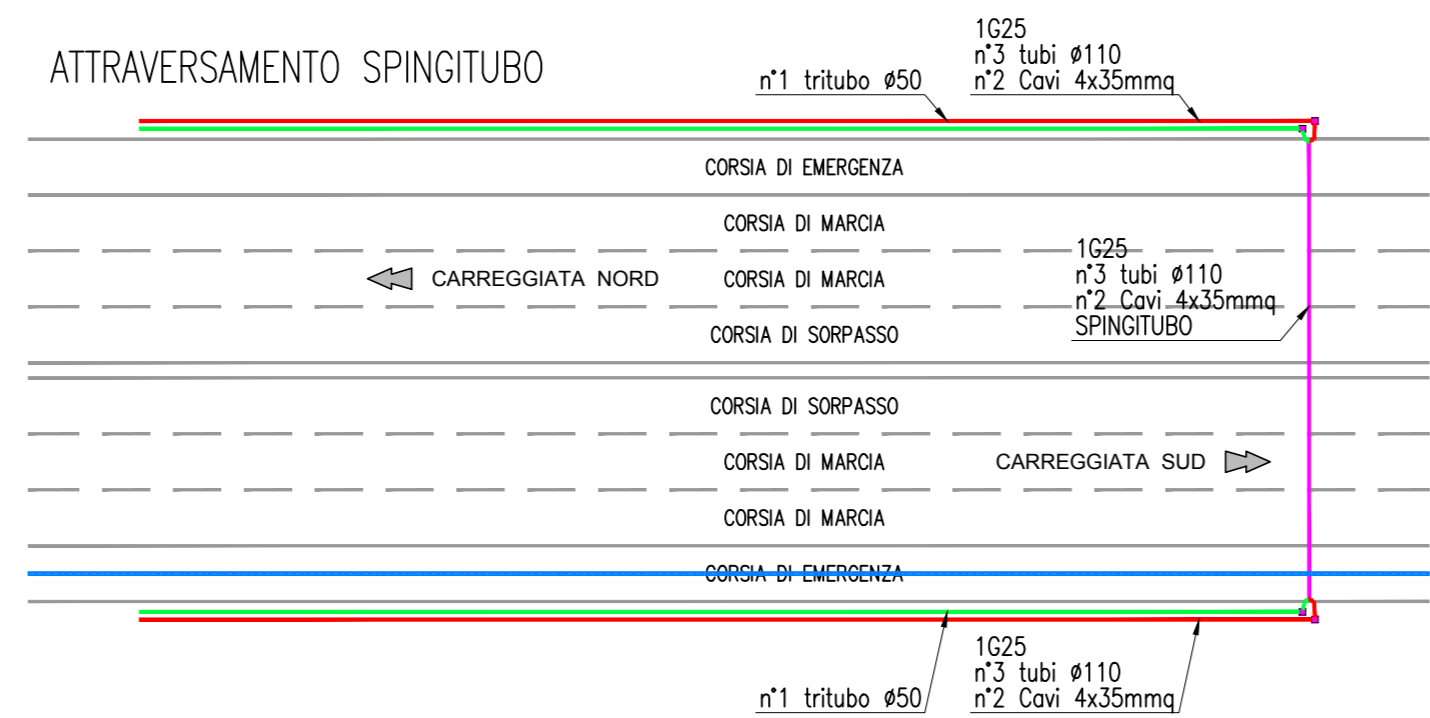 ATTRAVERSAMENTO SPINGITUBO
n°1 tritubo ø50
1G25
n°3 tubi ø110
n°2 Cavi 4x35mmq
CORSIA DI EMERGENZA
CORSIA DI MARCIA
CARREGGIATA NORD
CORSIA DI MARCIA
1G25
n°3 tubi ø110
n°2 Cavi 4x35mmq
SPINGITUBO
CORSIA DI SORPASSO
CORSIA DI SORPASSO
CORSIA DI MARCIA
CARREGGIATA SUD
CORSIA DI MARCIA
CORSIA DI EMERGENZA
n°1 tritubo ø50
1G25
n°3 tubi ø110
n°2 Cavi 4x35mmq